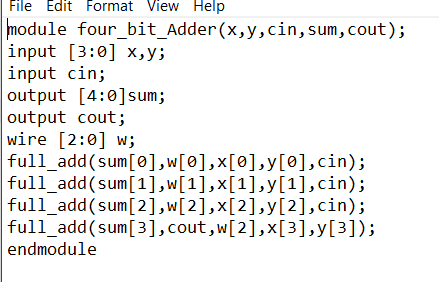 File Edit Format View Help
module four_bit_Adder(x,y,cin,sum,cout);
input [3:0] x,y;
input cin;
output [4:0]sum;
output cout;
wire [2:0] w;
full_add(sum[0],w[0],x[0],y[0],cin);
full_add(sum[1],w[1],x[1],y[1],cin);
full_add(sum[2],w[2],x[2],y[2],cin);
full_add(sum[3],cout,w[2],x[3],y[3]);
endmodule